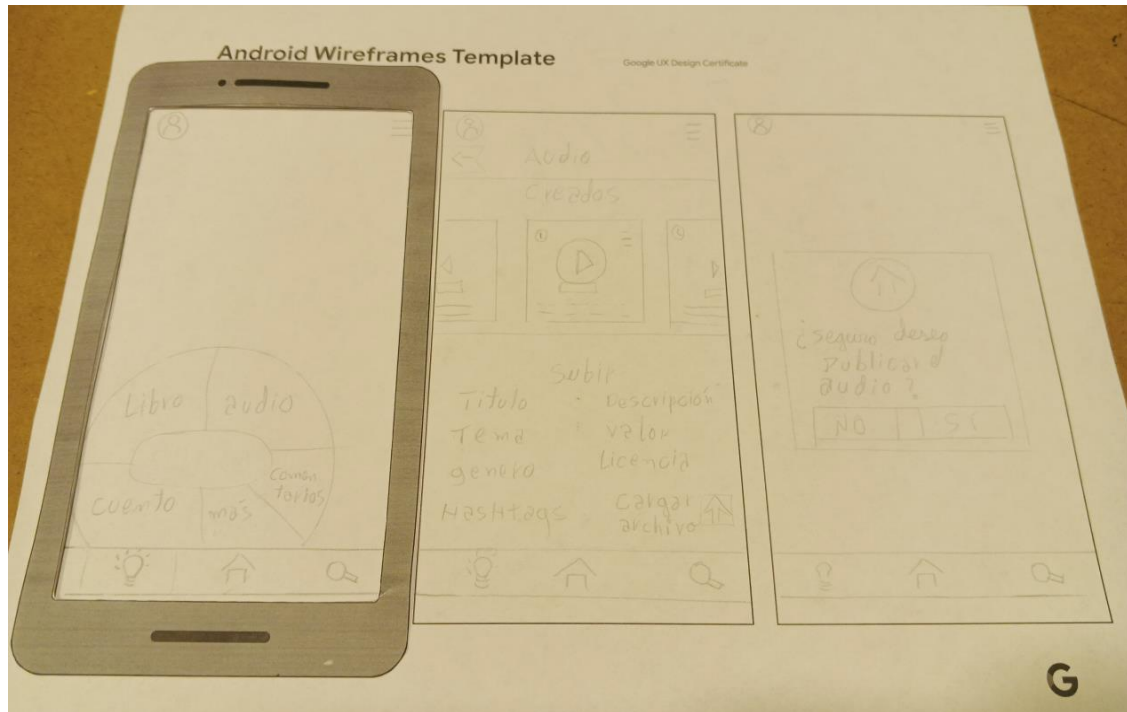 Android Wireframes Template
Google UX Design Certificate
Libro
audio
Comen
tarios
cuento
más
Audio
Creados
Subir
Titulo
Descripción
Tema
valor
genero
Licencia
Hashtags
Cargar
archivo
¿seguro deseo
Publicar el
audio?
NO
SI
G